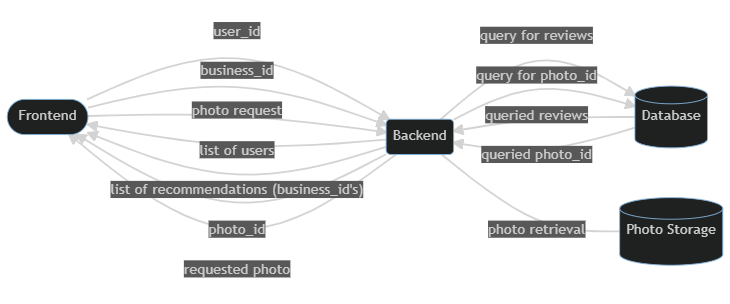 user_id
query for reviews
business_id
query for photo_id
photo request
Frontend
queried reviews
Database
Backend
list of users
queried photo_id
list of recommendations (business_id's)
photo_id
photo retrieval
Photo Storage
requested photo